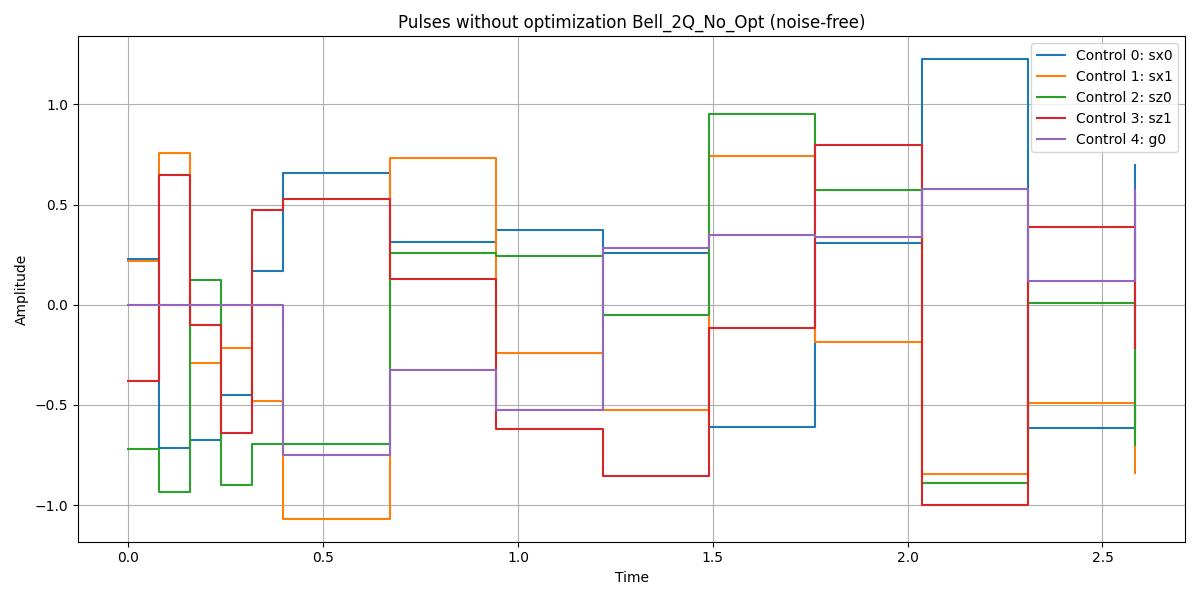 Pulses without optimization Bell_2Q_No_Opt (noise-free)
Control 0: sx0
Control 1: sx1
Control 2: sz0
Control 3: sz1
Control 4: g0
Amplitude
1.0
0.5
0.0
−0.5
−1.0
0.0 0.5 1.0 1.5 2.0 2.5
Time